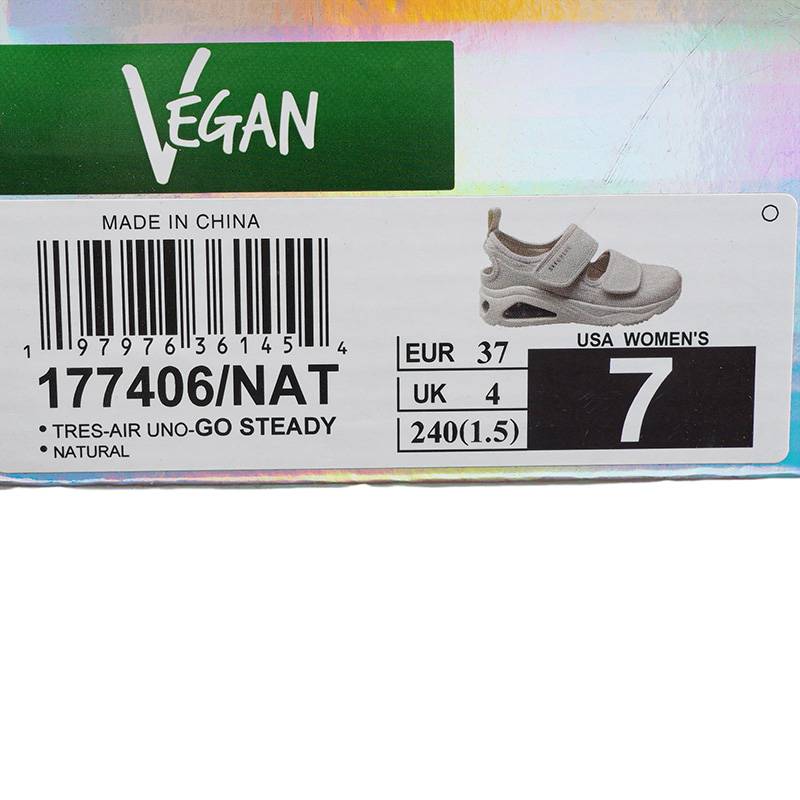 VEGAN
MADE IN CHINA
1 97976 36145 4
177406/NAT
• TRES-AIR UNO-GO STEADY
• NATURAL
SKECHERS
EUR 37
UK 4
240(1.5)
USA WOMEN'S
7